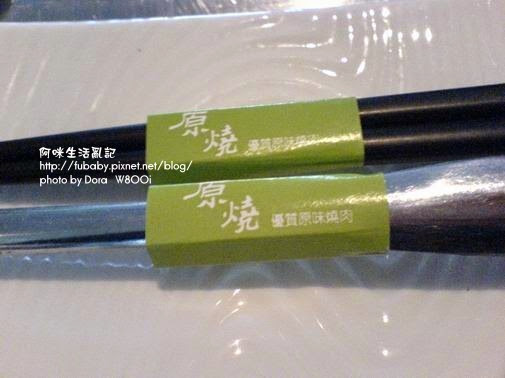 原燒
優質原味燒肉
阿咪生活亂記
http://fubaby.pixnet.net/blog/
photo by Dora W800i
原燒
優質原味燒肉